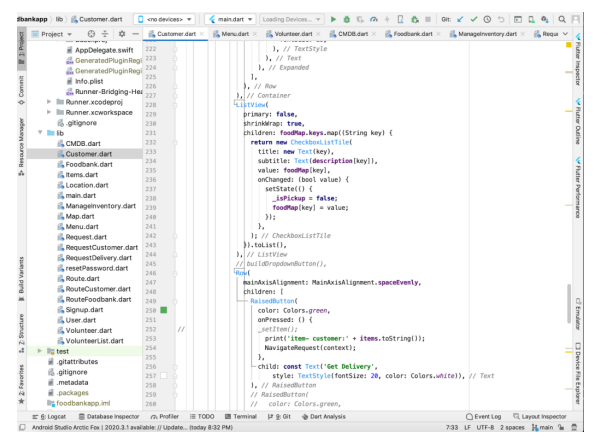 dbankapp
lib
Customer.dart
<no devices>
main.dart
Loading Devices...
Git:
Project
Customer.dart
Menu.dart
Volunteer.dart
CMDB.dart
Foodbank.dart
ManageInventory.dart
1: Project
Commit
Resource Manager
Build Variants
Z: Structure
2: Favorites
AppDelegate.swift
GeneratedPluginRegi
GeneratedPluginRegi
Info.plist
Runner-Bridging-Hea
Runner.xcodeproj
Runner.xcworkspace
.gitignore
lib
CMDB.dart
Customer.dart
Foodbank.dart
Items.dart
Location.dart
main.dart
ManageInventory.dart
Map.dart
Menu.dart
Request.dart
RequestCustomer.dart
RequestDelivery.dart
resetPassword.dart
Route.dart
RouteCustomer.dart
RouteFoodbank.dart
Signup.dart
User.dart
Volunteer.dart
VolunteerList.dart
test
.gitattributes
.gitignore
.metadata
.packages
foodbankapp.iml
222 ), // TextStyle
223 ), // Text
224 ), // Expanded
225 ],
226 ), // Row
227 ), // Container
228 ListView(
229 primary: false,
230 shrinkWrap: true,
231 children: foodMap.keys.map((String key) {
232 return new CheckboxListTile(
233 title: new Text(key),
234 subtitle: Text(description[key]),
235 value: foodMap[key],
236 onChanged: (bool value) {
237 setState(() {
238 _isPickup = false;
239 foodMap[key] = value;
240 });
241 },
242 ); // CheckboxListTile
243 }).toList(),
244 ), // ListView
245 // buildDropdownButton(),
246 Row(
247 mainAxisAlignment: MainAxisAlignment.spaceEvenly,
248 children: [
249 RaisedButton(
250 color: Colors.green,
251 onPressed: () {
252 // _setItem();
253 print('item- customer:' + items.toString());
254 NavigateRequest(context);
255 },
256 child: const Text('Get Delivery',
257 style: TextStyle(fontSize: 20, color: Colors.white)), // Text
258 ), // RaisedButton
259 // RaisedButton(
260 // color: Colors.green,
Flutter Inspector
Flutter Outline
Flutter Performance
Emulator
Device File Explorer
6: Logcat
Database Inspector
Profiler
TODO
Terminal
9: Git
Dart Analysis
Event Log
Layout Inspector
Android Studio Arctic Fox | 2020.3.1 available: // Update... (today 8:32 PM)
7:33 LF UTF-8 2 spaces
main